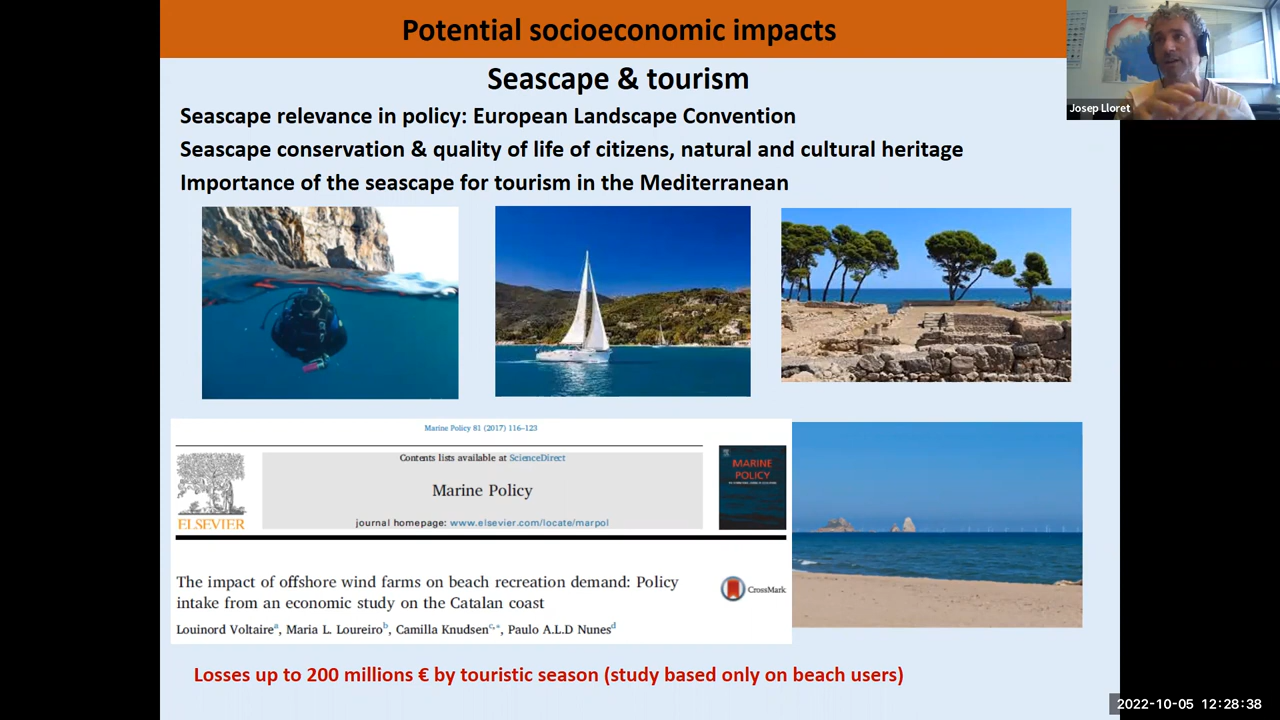 Potential socioeconomic impacts
Josep Lloret
Seascape & tourism
Seascape relevance in policy: European Landscape Convention
Seascape conservation & quality of life of citizens, natural and cultural heritage
Importance of the seascape for tourism in the Mediterranean
Marine Policy 81 (2017) 116–123
Contents lists available at ScienceDirect
Marine Policy
journal homepage: www.elsevier.com/locate/marpol
ELSEVIER
MARINE
POLICY
The impact of offshore wind farms on beach recreation demand: Policy
intake from an economic study on the Catalan coast
CrossMark
Louinord Voltaireᵃ, Maria L. Loureiroᵇ, Camilla Knudsenᶜ,*, Paulo A.L.D Nunesᵈ
Losses up to 200 millions € by touristic season (study based only on beach users)
2022-10-05 12:28:38